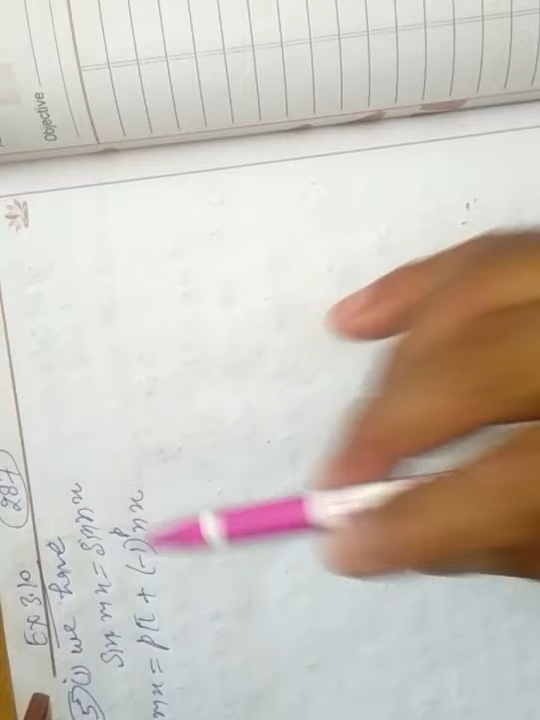 Objective
Ex 3.10 (287)
5) (i) we have
Sin mx = Sin nx
mx = pπ + (-1)^p nx